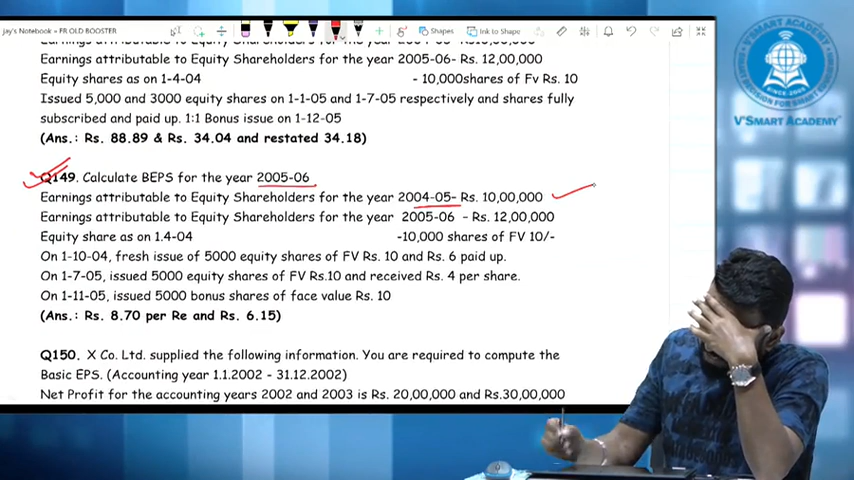 Jay's Notebook » FR OLD BOOSTER
Shapes
Ink to Shape
Earnings attributable to Equity Shareholders for the year 2005-06- Rs. 12,00,000
Equity shares as on 1-4-04 - 10,000shares of Fv Rs. 10
Issued 5,000 and 3000 equity shares on 1-1-05 and 1-7-05 respectively and shares fully
subscribed and paid up. 1:1 Bonus issue on 1-12-05
(Ans.: Rs. 88.89 & Rs. 34.04 and restated 34.18)
Q149. Calculate BEPS for the year 2005-06
Earnings attributable to Equity Shareholders for the year 2004-05- Rs. 10,00,000
Earnings attributable to Equity Shareholders for the year 2005-06 - Rs. 12,00,000
Equity share as on 1.4-04 -10,000 shares of FV 10/-
On 1-10-04, fresh issue of 5000 equity shares of FV Rs. 10 and Rs. 6 paid up.
On 1-7-05, issued 5000 equity shares of FV Rs.10 and received Rs. 4 per share.
On 1-11-05, issued 5000 bonus shares of face value Rs. 10
(Ans.: Rs. 8.70 per Re and Rs. 6.15)
Q150. X Co. Ltd. supplied the following information. You are required to compute the
Basic EPS. (Accounting year 1.1.2002 - 31.12.2002)
Net Profit for the accounting years 2002 and 2003 is Rs. 20,00,000 and Rs.30,00,000
V'SMART ACADEMY
SINCE-2008
V'SMART ACADEMY